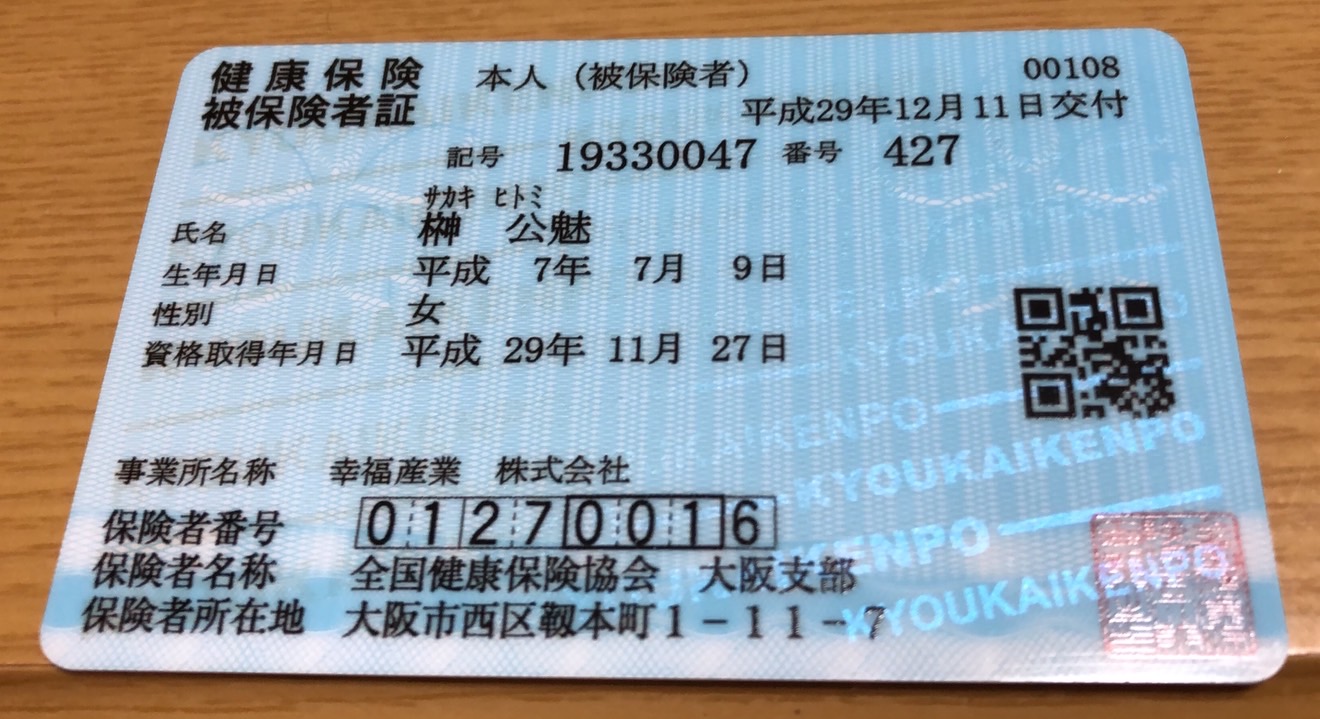 健康保険 本人（被保険者） 00108
被保険者証 平成29年12月11日交付
記号 19330047 番号 427
サカキ ヒトミ
氏名 榊 公魅
生年月日 平成 7年 7月 9日
性別 女
資格取得年月日 平成 29年 11月 27日
事業所名称 幸福産業 株式会社
保険者番号 01270016
保険者名称 全国健康保険協会 大阪支部
保険者所在地 大阪市西区靱本町1－11－7
KYOUKAIKENPO
KYOUKAIKENPO
KYOUKAIKENPO